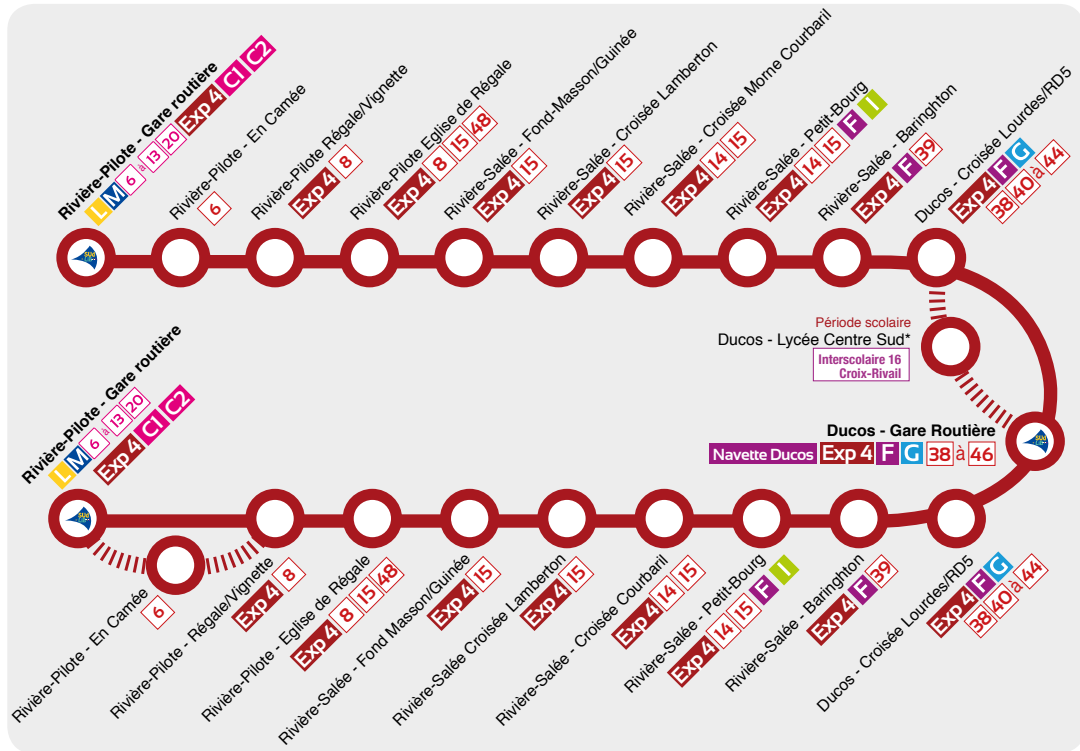 Rivière-Pilote - Gare routière
L M 6 à 13 20 Exp 4 C1 C2
Rivière-Pilote - En Camée
6
Rivière-Pilote Régale/Vignette
Exp 4 8
Rivière-Pilote Eglise de Régale
Exp 4 8 15 48
Rivière-Salée - Fond-Masson/Guinée
Exp 4 15
Rivière-Salée - Croisée Lamberton
Exp 4 15
Rivière-Salée - Croisée Morne Courbaril
Exp 4 14 15
Rivière-Salée - Petit-Bourg
Exp 4 14 15 F I
Rivière-Salée - Baringhton
Exp 4 F 39
Ducos - Croisée Lourdes/RD5
Exp 4 F G
38 40 à 44
Période scolaire
Ducos - Lycée Centre Sud*
Interscolaire 16
Croix-Rivail
Ducos - Gare Routière
Navette Ducos Exp 4 F G 38 à 46
Rivière-Pilote - Gare routière
L M 6 à 13 20
Exp 4 C1 C2
Rivière-Pilote - En Camée
6
Rivière-Pilote - Régale/Vignette
Exp 4 8
Rivière-Pilote - Eglise de Régale
Exp 4 8 15 48
Rivière-Salée - Fond Masson/Guinée
Exp 4 15
Rivière-Salée Croisée Lamberton
Exp 4 15
Rivière-Salée - Croisée Courbaril
Exp 4 14 15
Rivière-Salée - Petit-Bourg
Exp 4 14 15 F I
Rivière-Salée - Baringhton
Exp 4 F 39
Ducos - Croisée Lourdes/RD5
Exp 4 F G
38 40 à 44